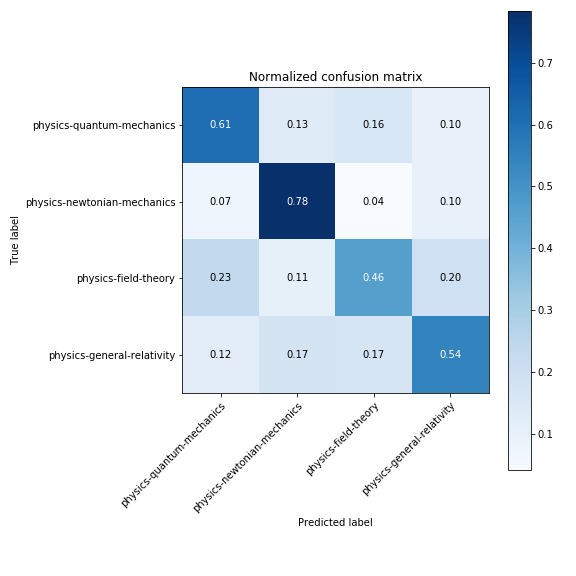 Normalized confusion matrix
True label
physics-quantum-mechanics 0.61 0.13 0.16 0.10
physics-newtonian-mechanics 0.07 0.78 0.04 0.10
physics-field-theory 0.23 0.11 0.46 0.20
physics-general-relativity 0.12 0.17 0.17 0.54
physics-quantum-mechanics
physics-newtonian-mechanics
physics-field-theory
physics-general-relativity
Predicted label
0.7
0.6
0.5
0.4
0.3
0.2
0.1